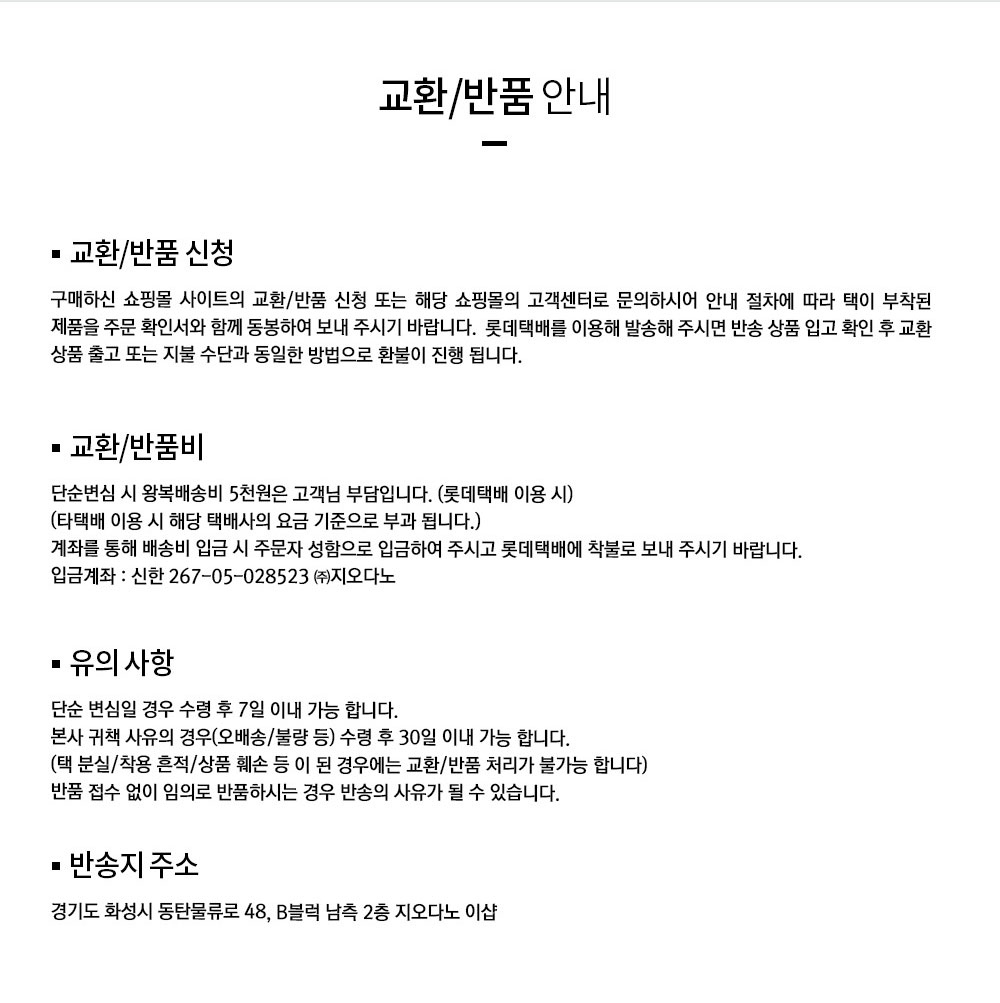 교환/반품 안내
▪ 교환/반품 신청
구매하신 쇼핑몰 사이트의 교환/반품 신청 또는 해당 쇼핑몰의 고객센터로 문의하시어 안내 절차에 따라 택이 부착된
제품을 주문 확인서와 함께 동봉하여 보내 주시기 바랍니다. 롯데택배를 이용해 발송해 주시면 반송 상품 입고 확인 후 교환
상품 출고 또는 지불 수단과 동일한 방법으로 환불이 진행 됩니다.
▪ 교환/반품비
단순변심 시 왕복배송비 5천원은 고객님 부담입니다. (롯데택배 이용 시)
(타택배 이용 시 해당 택배사의 요금 기준으로 부과 됩니다.)
계좌를 통해 배송비 입금 시 주문자 성함으로 입금하여 주시고 롯데택배에 착불로 보내 주시기 바랍니다.
입금계좌 : 신한 267-05-028523 ㈜지오다노
▪ 유의 사항
단순 변심일 경우 수령 후 7일 이내 가능 합니다.
본사 귀책 사유의 경우(오배송/불량 등) 수령 후 30일 이내 가능 합니다.
(택 분실/착용 흔적/상품 훼손 등 이 된 경우에는 교환/반품 처리가 불가능 합니다)
반품 접수 없이 임의로 반품하시는 경우 반송의 사유가 될 수 있습니다.
▪ 반송지 주소
경기도 화성시 동탄물류로 48, B블럭 남측 2층 지오다노 이샵